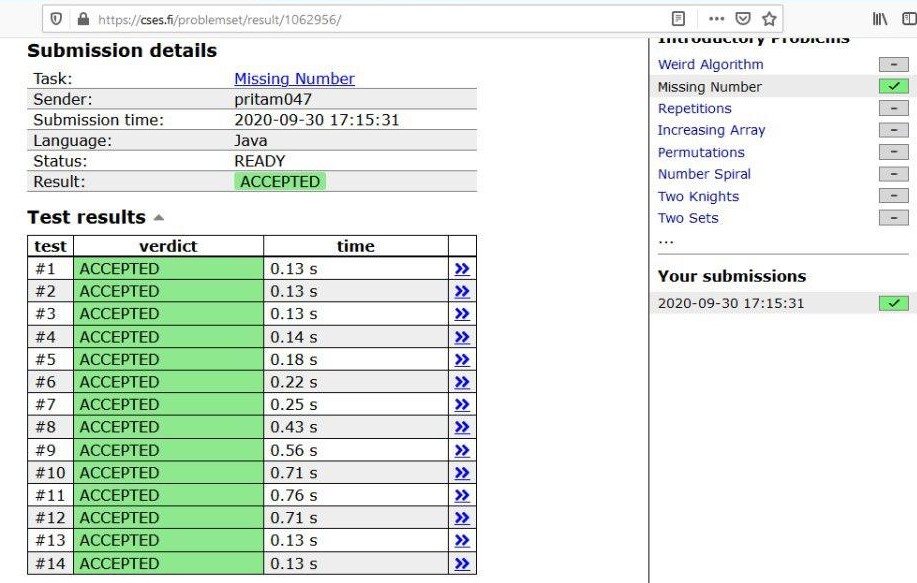 https://cses.fi/problemset/result/1062956/
Submission details
Task: Missing Number
Sender: pritam047
Submission time: 2020-09-30 17:15:31
Language: Java
Status: READY
Result: ACCEPTED
Test results
test verdict time
#1 ACCEPTED 0.13 s »
#2 ACCEPTED 0.13 s »
#3 ACCEPTED 0.13 s »
#4 ACCEPTED 0.14 s »
#5 ACCEPTED 0.18 s »
#6 ACCEPTED 0.22 s »
#7 ACCEPTED 0.25 s »
#8 ACCEPTED 0.43 s »
#9 ACCEPTED 0.56 s »
#10 ACCEPTED 0.71 s »
#11 ACCEPTED 0.76 s »
#12 ACCEPTED 0.71 s »
#13 ACCEPTED 0.13 s »
#14 ACCEPTED 0.13 s »
Introductory Problems
Weird Algorithm -
Missing Number ✓
Repetitions -
Increasing Array -
Permutations -
Number Spiral -
Two Knights -
Two Sets -
...
Your submissions
2020-09-30 17:15:31 ✓